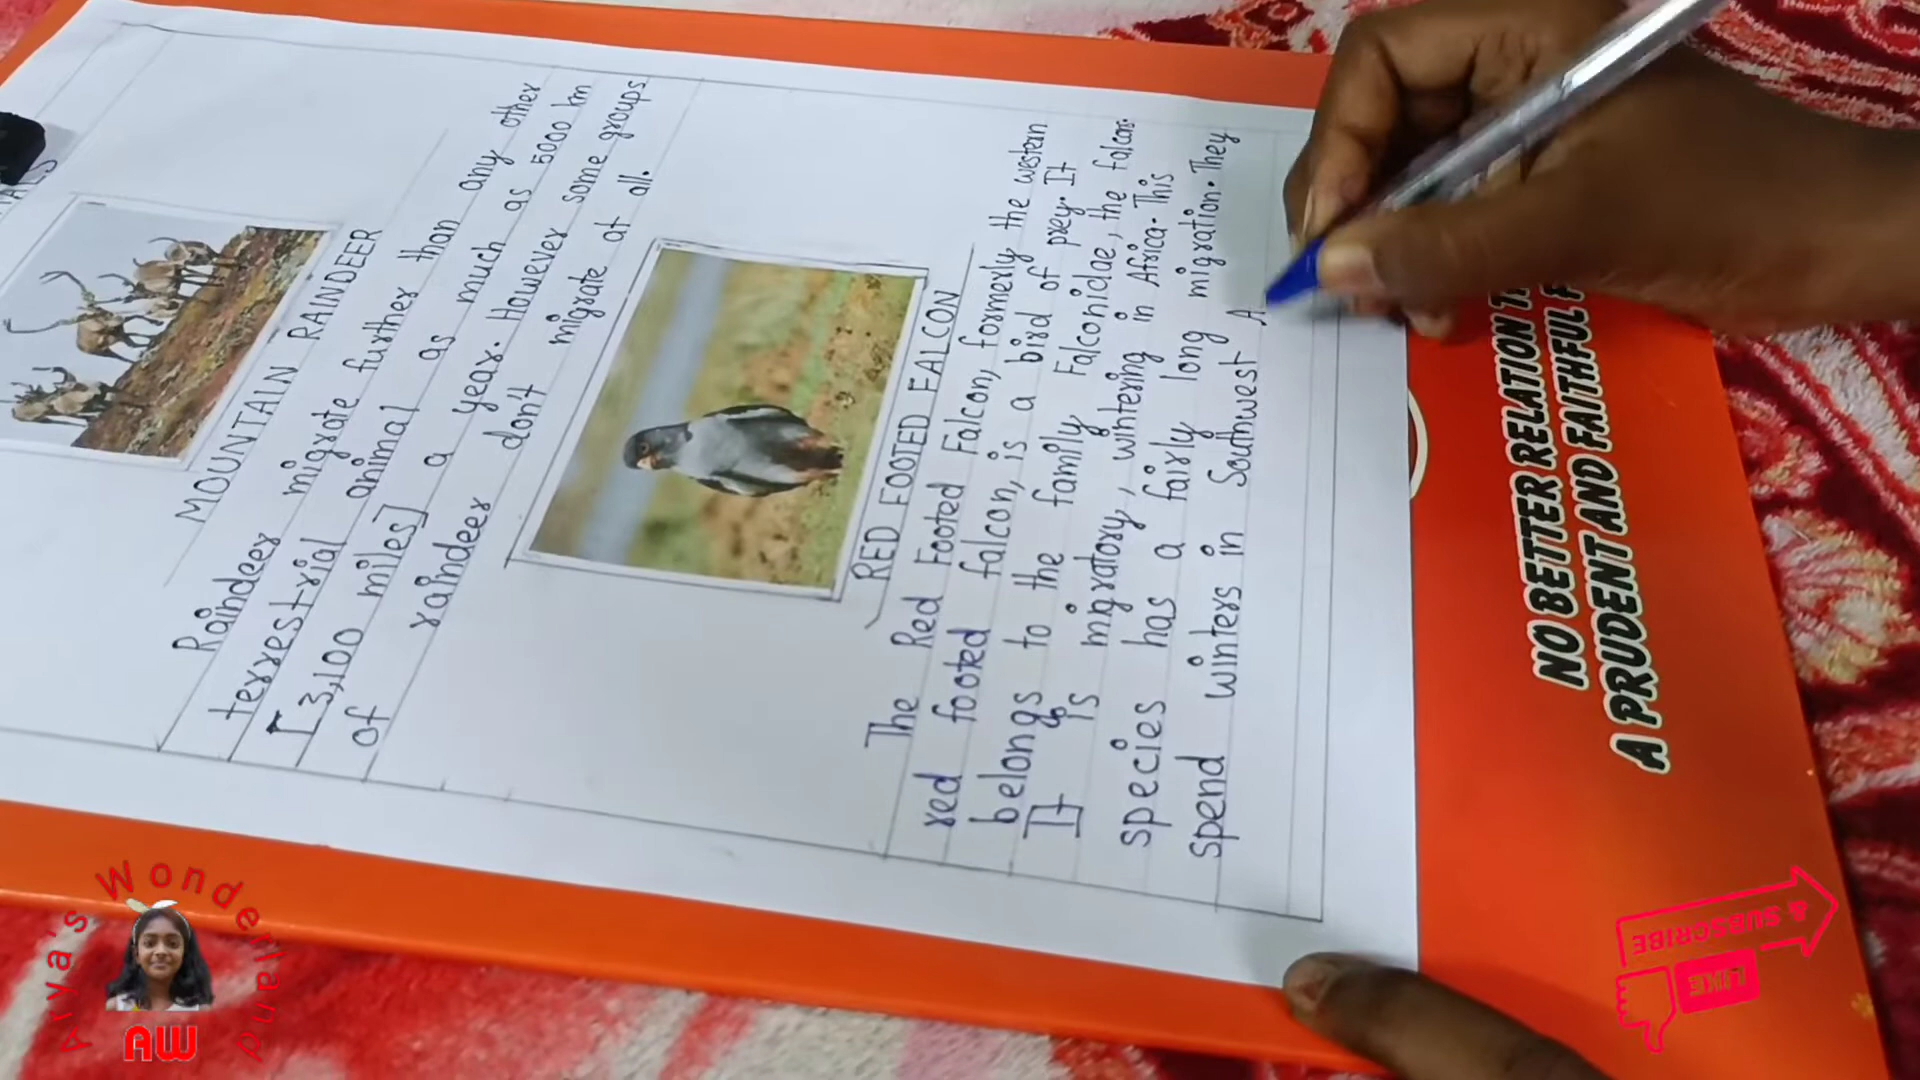 MOUNTAIN RAINDEER
Raindeer migrate further than any other
terrestrial animal as much as 5000 km
[3,100 miles] a year. However some groups
of raindeer don't migrate at all.
RED FOOTED FALCON
The Red Footed Falcon, formerly the western
red footed falcon, is a bird of prey. It
belongs to the family Falconidae, the falcons.
It is migratory, wintering in Africa. This
species has a fairly long migration. They
spend winters in Southwest A
NO BETTER RELATION
A PRUDENT AND FAITHFUL
Arya's Wonderland
AW
LIKE
& SUBSCRIBE